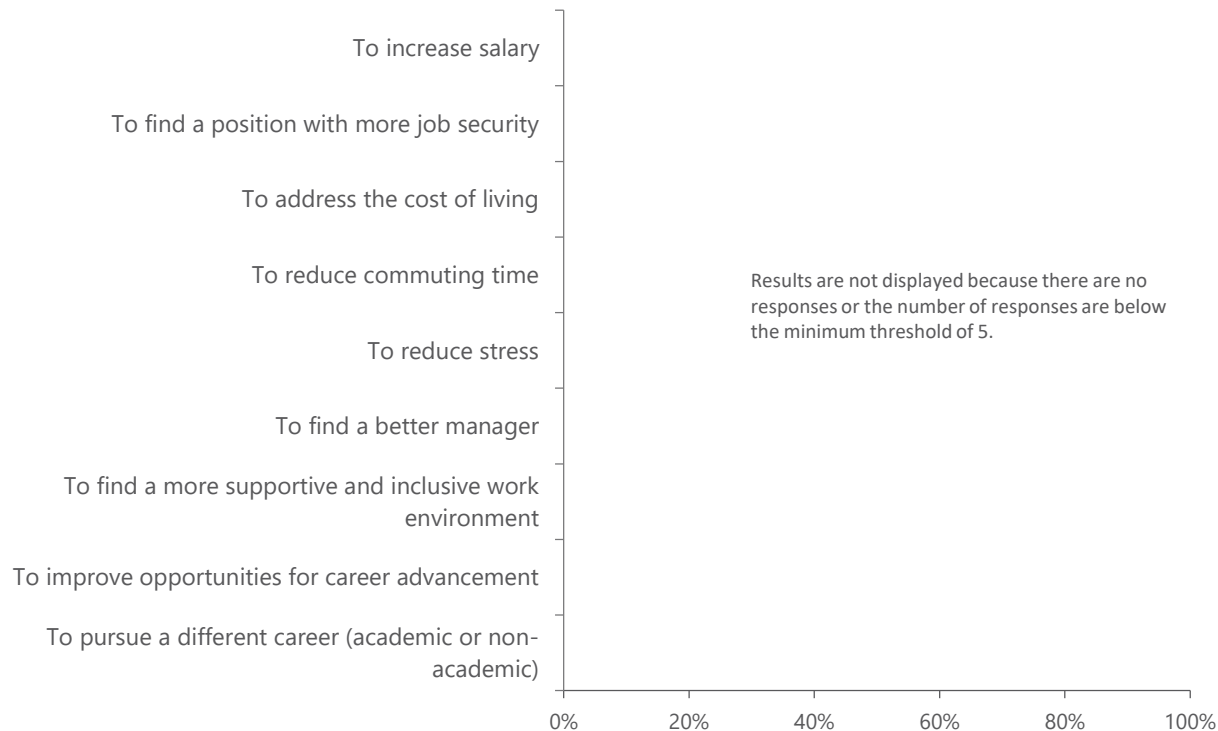 To increase salary
To find a position with more job security
To address the cost of living
To reduce commuting time
Results are not displayed because there are no
responses or the number of responses are below
the minimum threshold of 5.
To reduce stress
To find a better manager
To find a more supportive and inclusive work
environment
To improve opportunities for career advancement
To pursue a different career (academic or non-
academic)
0% 20% 40% 60% 80% 100%